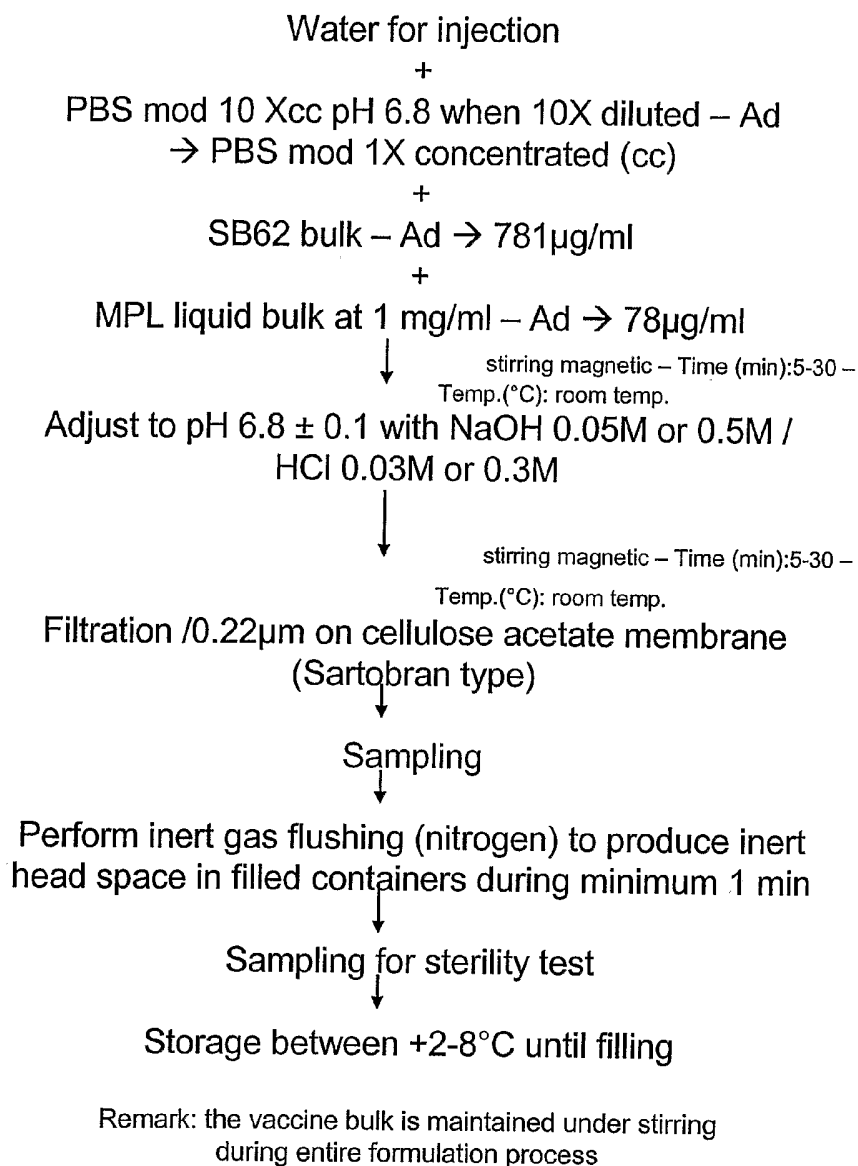 Water for injection
+
PBS mod 10 Xcc pH 6.8 when 10X diluted – Ad
→ PBS mod 1X concentrated (cc)
+
SB62 bulk – Ad → 781µg/ml
+
MPL liquid bulk at 1 mg/ml – Ad → 78µg/ml
stirring magnetic – Time (min):5-30 –
Temp.(°C): room temp.
Adjust to pH 6.8 ± 0.1 with NaOH 0.05M or 0.5M /
HCl 0.03M or 0.3M
stirring magnetic – Time (min):5-30 –
Temp.(°C): room temp.
Filtration /0.22µm on cellulose acetate membrane
(Sartobran type)
Sampling
Perform inert gas flushing (nitrogen) to produce inert
head space in filled containers during minimum 1 min
Sampling for sterility test
Storage between +2-8°C until filling
Remark: the vaccine bulk is maintained under stirring
during entire formulation process